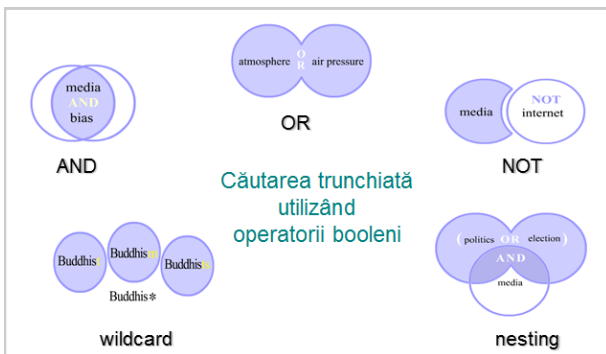 media
AND
bias
AND
atmosphere OR air pressure
OR
media
NOT
internet
NOT
Căutarea trunchiată
utilizând
operatorii booleni
Buddhis
Buddhis
Buddhis
Buddhis*
wildcard
(politics OR election)
AND
media
nesting